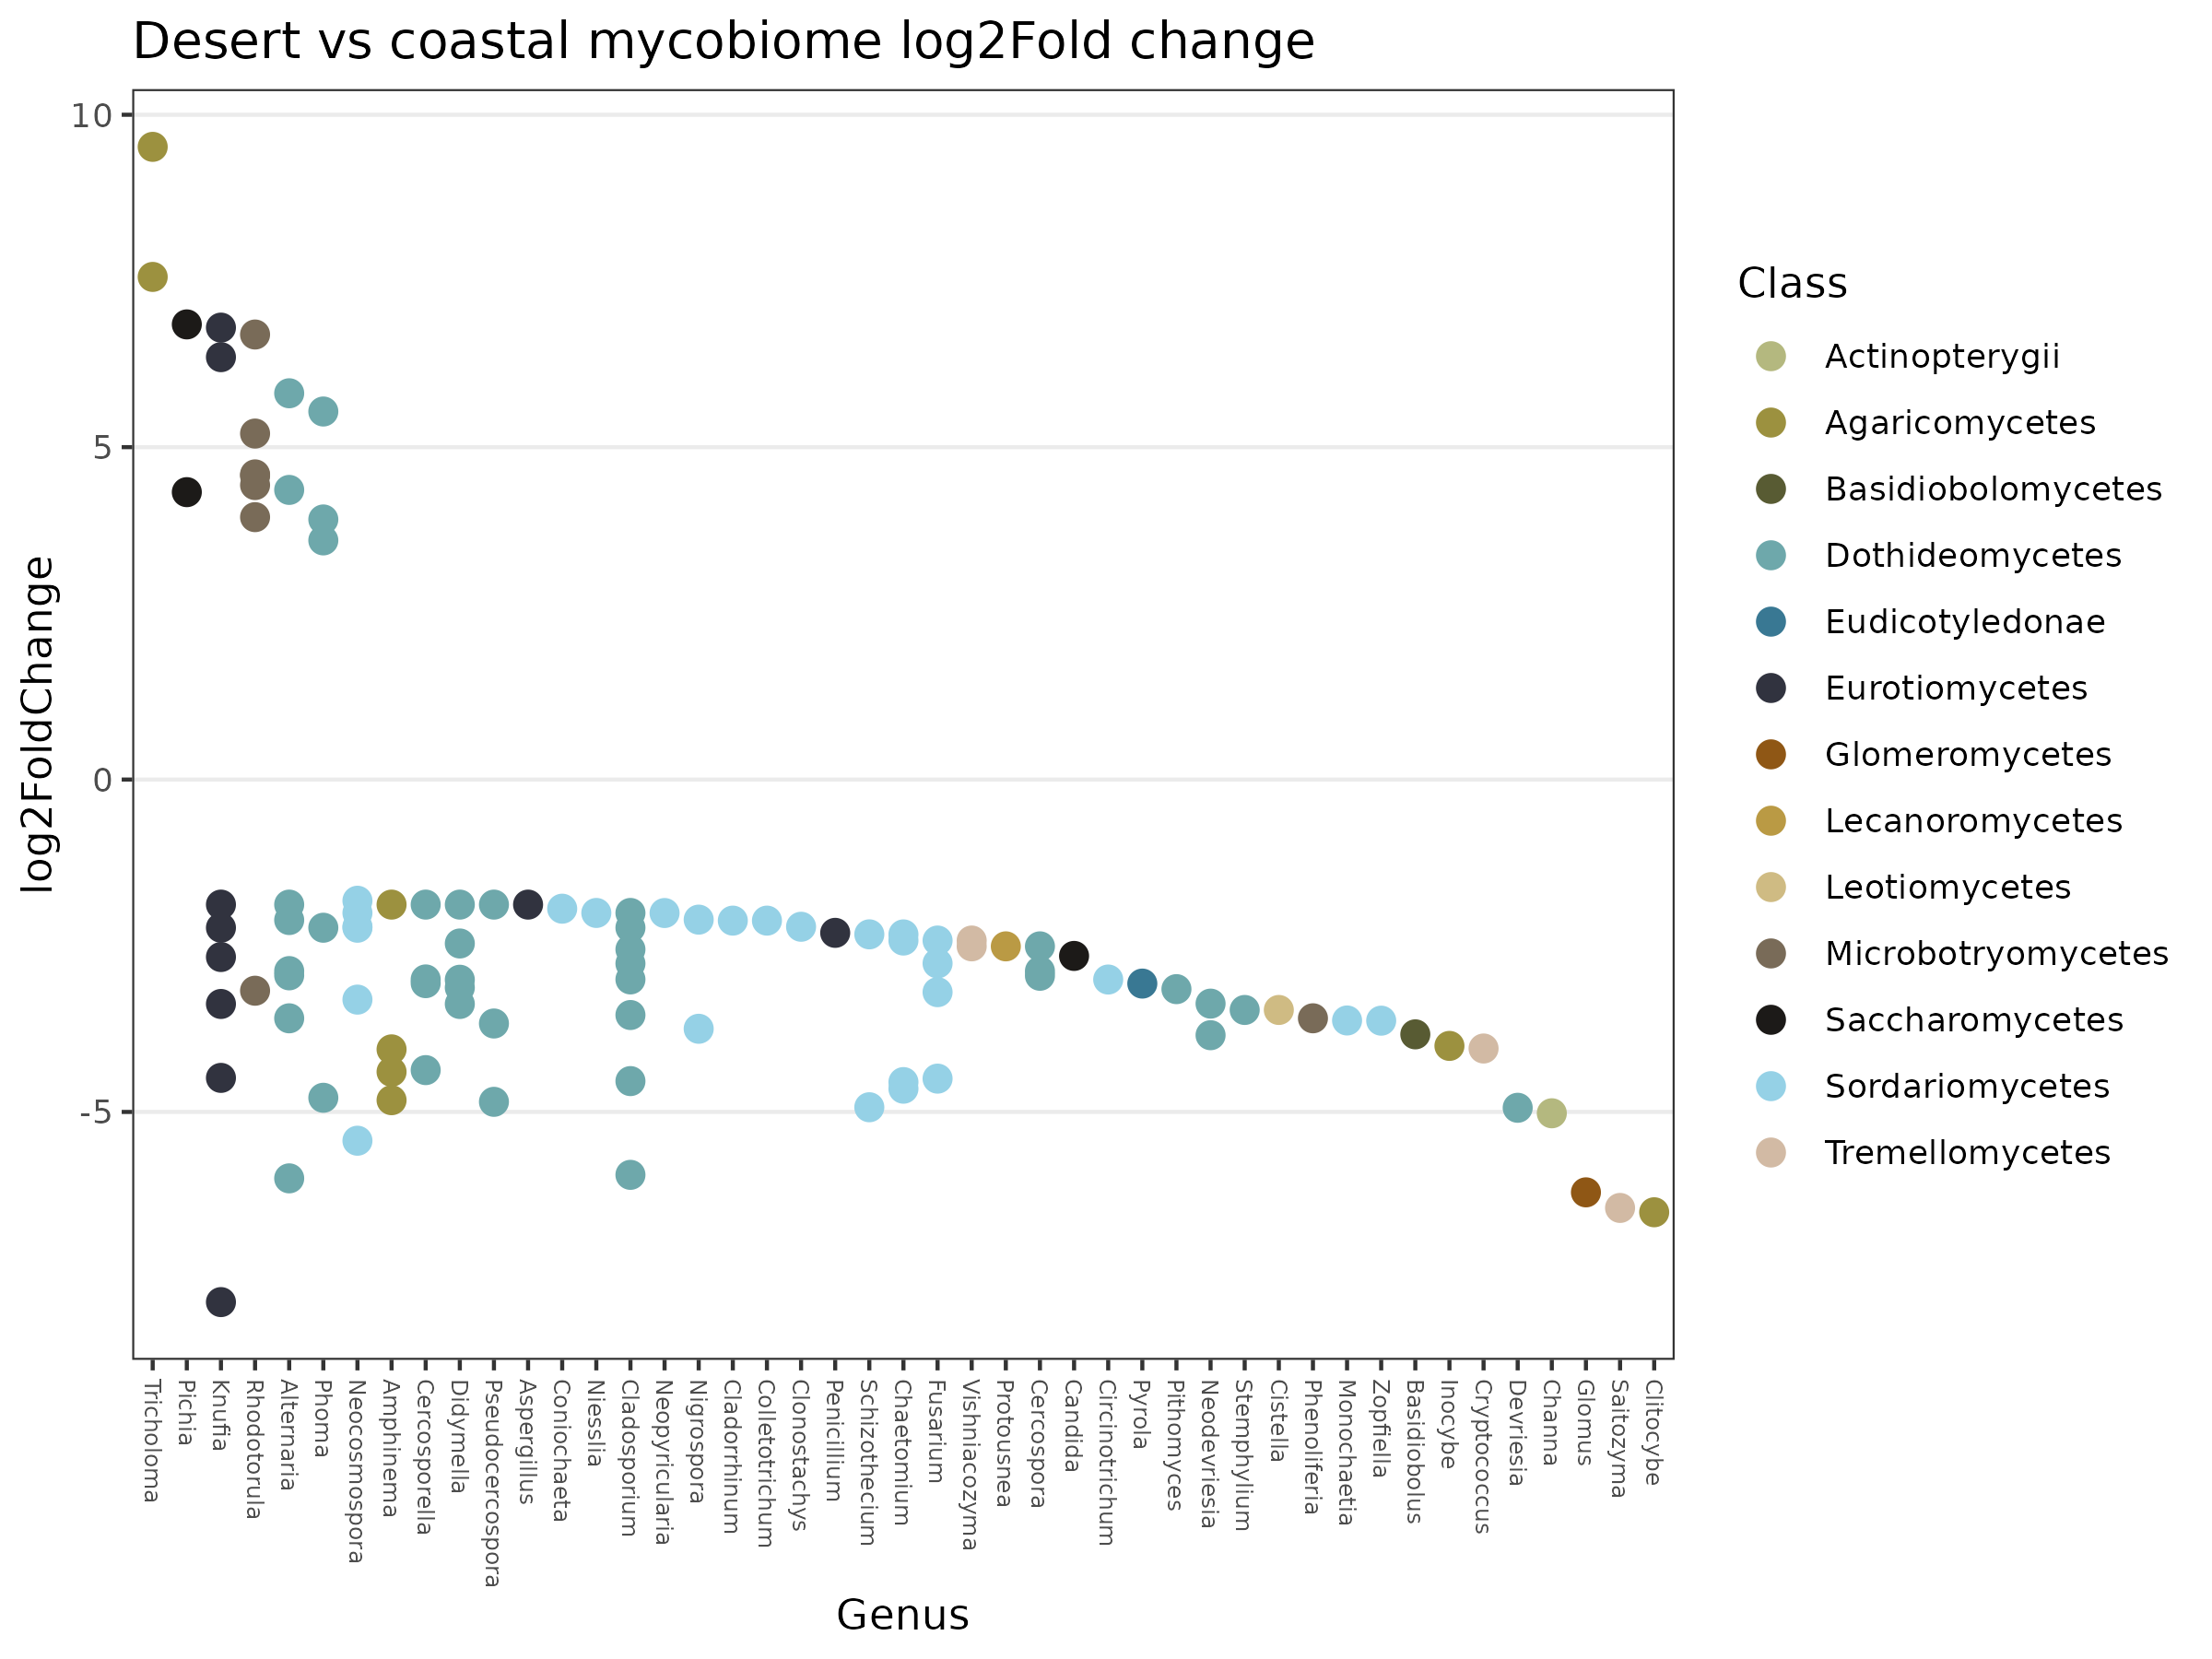 Desert vs coastal mycobiome log2Fold change
log2FoldChange
10
5
0
-5
Tricholoma
Pichia
Knufia
Rhodotorula
Alternaria
Phoma
Neocosmospora
Amphinema
Cercosporella
Didymella
Pseudocercospora
Aspergillus
Coniochaeta
Niesslia
Cladosporium
Neopyricularia
Nigrospora
Cladorrhinum
Colletotrichum
Clonostachys
Penicillium
Schizothecium
Chaetomium
Fusarium
Vishniacozyma
Protousnea
Cercospora
Candida
Circinotrichum
Pyrola
Pithomyces
Neodevriesia
Stemphylium
Cistella
Phenoliferia
Monochaetia
Zopfiella
Basidiobolus
Inocybe
Cryptococcus
Devriesia
Channa
Glomus
Saitozyma
Clitocybe
Genus
Class
Actinopterygii
Agaricomycetes
Basidiobolomycetes
Dothideomycetes
Eudicotyledonae
Eurotiomycetes
Glomeromycetes
Lecanoromycetes
Leotiomycetes
Microbotryomycetes
Saccharomycetes
Sordariomycetes
Tremellomycetes